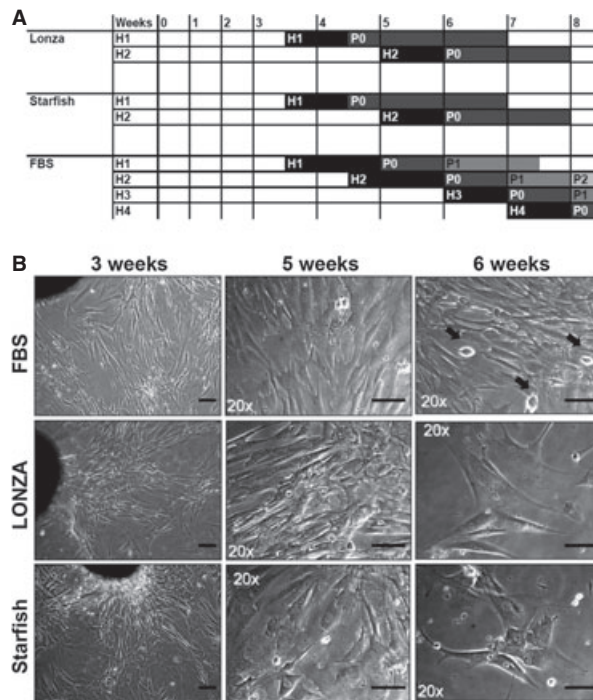 A
Weeks 0 1 2 3 4 5 6 7 8
Lonza H1 H1 P0
H2 H2 P0
Starfish H1 H1 P0
H2 H2 P0
FBS H1 H1 P0 P1
H2 H2 P0 P1 P2
H3 H3 P0 P1
H4 H4 P0
B
3 weeks 5 weeks 6 weeks
FBS
20x 20x
LONZA
20x
20x
Starfish
20x 20x